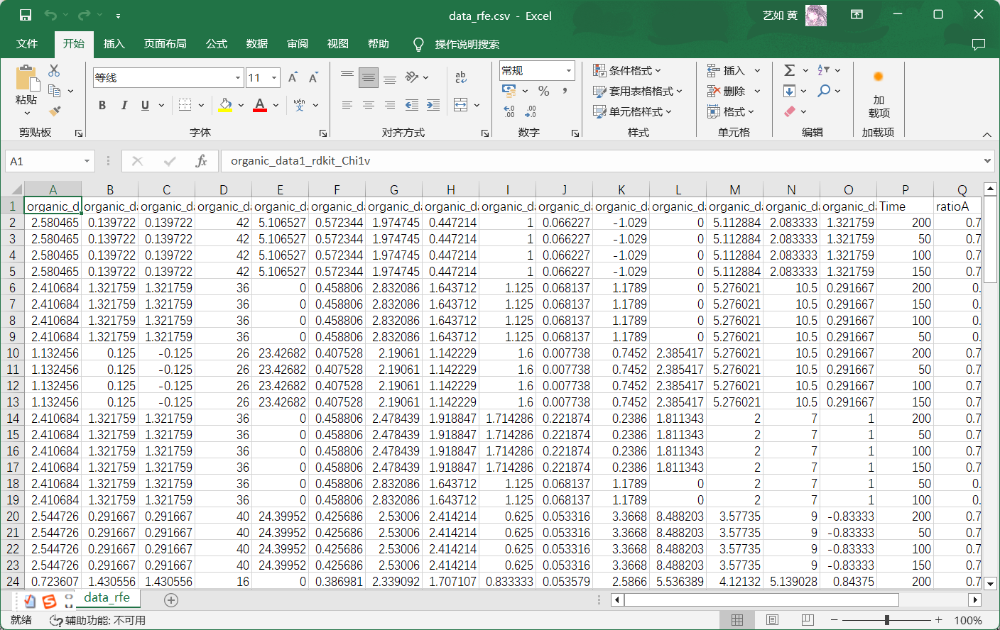 data_rfe.csv - Excel
艺如 黄
文件 开始 插入 页面布局 公式 数据 审阅 视图 帮助 操作说明搜索
等线 11 常规 条件格式 插入
粘贴 套用表格格式 删除 加载项
B I U A wén 文 ab % 单元格样式 格式
剪贴板 字体 对齐方式 数字 样式 单元格 编辑 加载项
A1 fx organic_data1_rdkit_Chi1v
A B C D E F G H I J K L M N O P Q
1 organic_d organic_da organic_da organic_da organic_da organic_da organic_da organic_da organic_da organic_da organic_da organic_da organic_da organic_da organic_da Time ratioA
2 2.580465 0.139722 0.139722 42 5.106527 0.572344 1.974745 0.447214 1 0.066227 -1.029 0 5.112884 2.083333 1.321759 200 0.7
3 2.580465 0.139722 0.139722 42 5.106527 0.572344 1.974745 0.447214 1 0.066227 -1.029 0 5.112884 2.083333 1.321759 50 0.7
4 2.580465 0.139722 0.139722 42 5.106527 0.572344 1.974745 0.447214 1 0.066227 -1.029 0 5.112884 2.083333 1.321759 100 0.7
5 2.580465 0.139722 0.139722 42 5.106527 0.572344 1.974745 0.447214 1 0.066227 -1.029 0 5.112884 2.083333 1.321759 150 0.7
6 2.410684 1.321759 1.321759 36 0 0.458806 2.832086 1.643712 1.125 0.068137 1.1789 0 5.276021 10.5 0.291667 200 0.
7 2.410684 1.321759 1.321759 36 0 0.458806 2.832086 1.643712 1.125 0.068137 1.1789 0 5.276021 10.5 0.291667 150 0.
8 2.410684 1.321759 1.321759 36 0 0.458806 2.832086 1.643712 1.125 0.068137 1.1789 0 5.276021 10.5 0.291667 100 0.
9 2.410684 1.321759 1.321759 36 0 0.458806 2.832086 1.643712 1.125 0.068137 1.1789 0 5.276021 10.5 0.291667 50 0.
10 1.132456 0.125 -0.125 26 23.42682 0.407528 2.19061 1.142229 1.6 0.007738 0.7452 2.385417 5.276021 10.5 0.291667 200 0.7
11 1.132456 0.125 -0.125 26 23.42682 0.407528 2.19061 1.142229 1.6 0.007738 0.7452 2.385417 5.276021 10.5 0.291667 50 0.7
12 1.132456 0.125 -0.125 26 23.42682 0.407528 2.19061 1.142229 1.6 0.007738 0.7452 2.385417 5.276021 10.5 0.291667 100 0.7
13 1.132456 0.125 -0.125 26 23.42682 0.407528 2.19061 1.142229 1.6 0.007738 0.7452 2.385417 5.276021 10.5 0.291667 150 0.7
14 2.410684 1.321759 1.321759 36 0 0.458806 2.478439 1.918847 1.714286 0.221874 0.2386 1.811343 2 7 1 200 0.7
15 2.410684 1.321759 1.321759 36 0 0.458806 2.478439 1.918847 1.714286 0.221874 0.2386 1.811343 2 7 1 50 0.7
16 2.410684 1.321759 1.321759 36 0 0.458806 2.478439 1.918847 1.714286 0.221874 0.2386 1.811343 2 7 1 100 0.7
17 2.410684 1.321759 1.321759 36 0 0.458806 2.478439 1.918847 1.714286 0.221874 0.2386 1.811343 2 7 1 150 0.7
18 2.410684 1.321759 1.321759 36 0 0.458806 2.832086 1.643712 1.125 0.068137 1.1789 0 2 7 1 50 0.
19 2.410684 1.321759 1.321759 36 0 0.458806 2.832086 1.643712 1.125 0.068137 1.1789 0 2 7 1 100 0.
20 2.544726 0.291667 0.291667 40 24.39952 0.425686 2.53006 2.414214 0.625 0.053316 3.3668 8.488203 3.57735 9 -0.83333 200 0.7
21 2.544726 0.291667 0.291667 40 24.39952 0.425686 2.53006 2.414214 0.625 0.053316 3.3668 8.488203 3.57735 9 -0.83333 50 0.7
22 2.544726 0.291667 0.291667 40 24.39952 0.425686 2.53006 2.414214 0.625 0.053316 3.3668 8.488203 3.57735 9 -0.83333 100 0.7
23 2.544726 0.291667 0.291667 40 24.39952 0.425686 2.53006 2.414214 0.625 0.053316 3.3668 8.488203 3.57735 9 -0.83333 150 0.7
24 0.723607 1.430556 1.430556 16 0 0.386981 2.339092 1.707107 0.833333 0.053579 2.5866 5.536389 4.12132 5.139028 0.84375 200 0.7
data_rfe
就绪 辅助功能: 不可用 100%